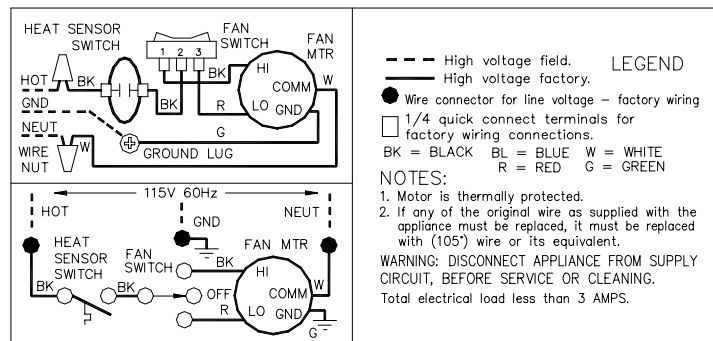 HEAT SENSOR
SWITCH
FAN
SWITCH
FAN
MTR
1 2 3
HOT
BK
BK
BK
HI
COMM
W
GND
R
LO
GND
NEUT
W
G
WIRE
NUT
GROUND LUG
115V 60Hz
HOT
GND
NEUT
HEAT
SENSOR
SWITCH
FAN
SWITCH
FAN MTR
BK
HI
BK
BK
OFF
COMM
W
R
LO
GND
G
LEGEND
High voltage field.
High voltage factory.
Wire connector for line voltage – factory wiring
1/4 quick connect terminals for
factory wiring connections.
BK = BLACK BL = BLUE W = WHITE
R = RED G = GREEN
NOTES:
1. Motor is thermally protected.
2. If any of the original wire as supplied with the
appliance must be replaced, it must be replaced
with (105°) wire or its equivalent.
WARNING: DISCONNECT APPLIANCE FROM SUPPLY
CIRCUIT, BEFORE SERVICE OR CLEANING.
Total electrical load less than 3 AMPS.